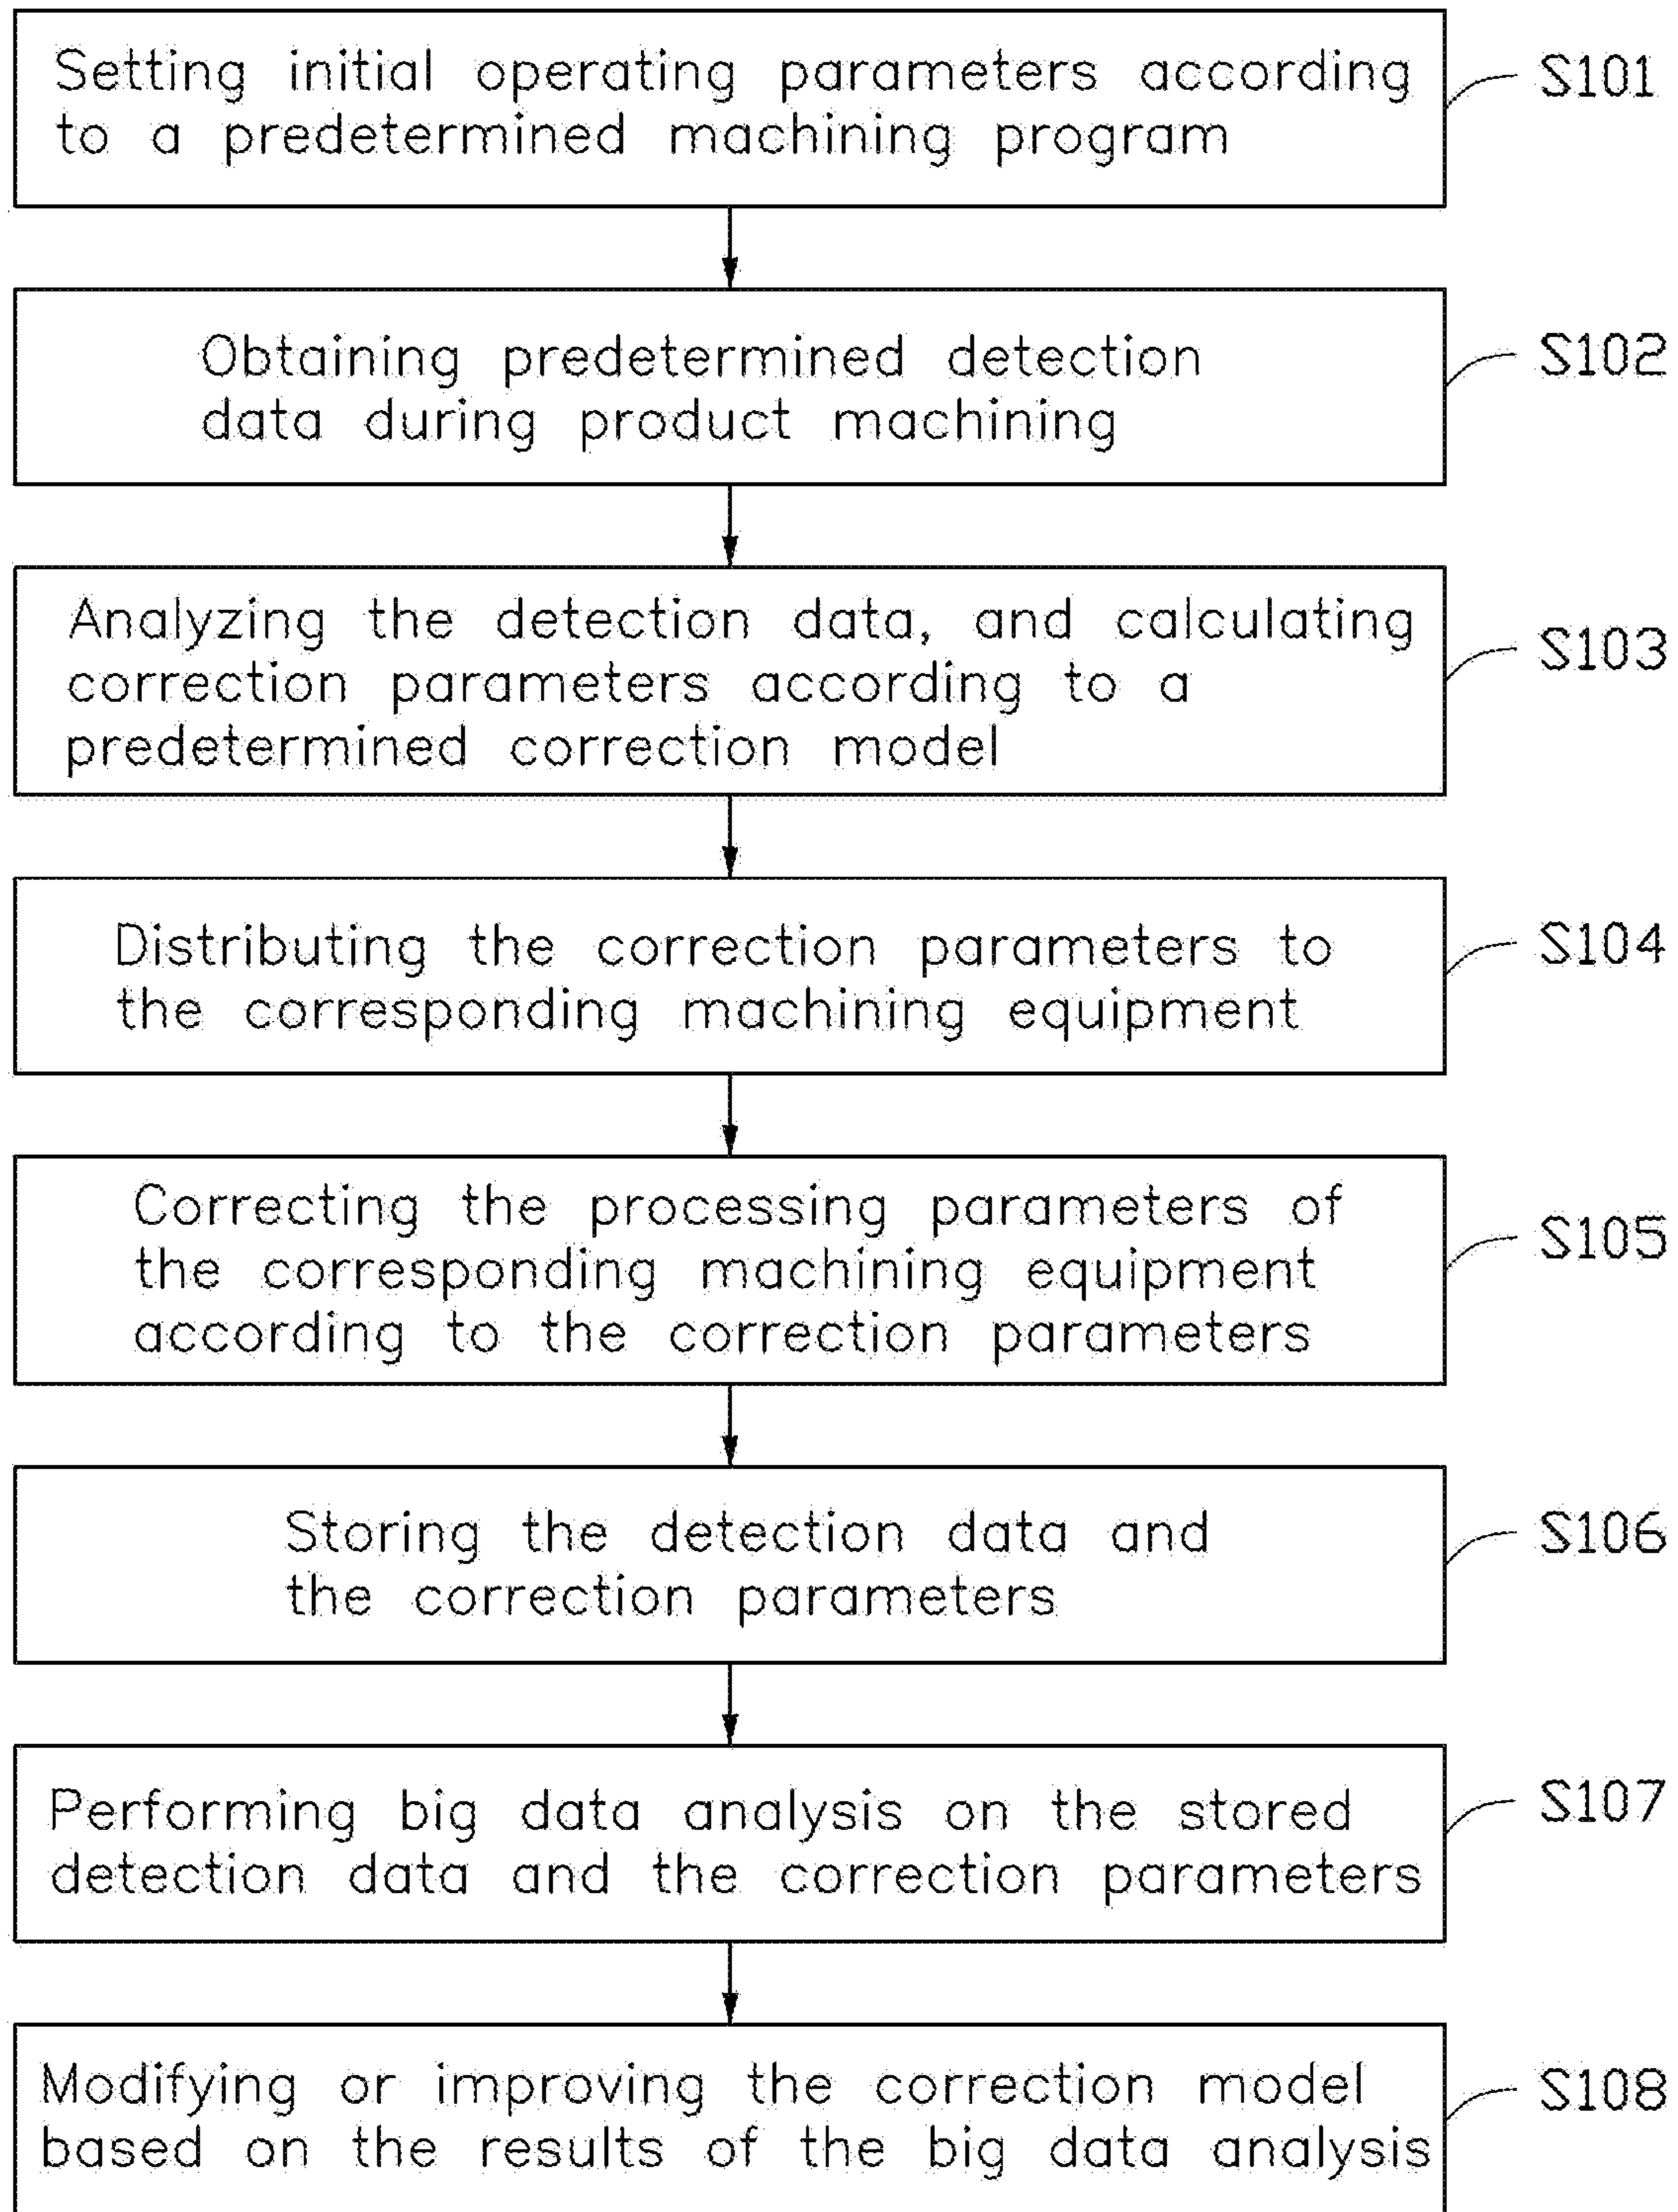 Setting initial operating parameters according
to a predetermined machining program
S101
Obtaining predetermined detection
data during product machining
S102
Analyzing the detection data, and calculating
correction parameters according to a
predetermined correction model
S103
Distributing the correction parameters to
the corresponding machining equipment
S104
Correcting the processing parameters of
the corresponding machining equipment
according to the correction parameters
S105
Storing the detection data and
the correction parameters
S106
Performing big data analysis on the stored
detection data and the correction parameters
S107
Modifying or improving the correction model
based on the results of the big data analysis
S108